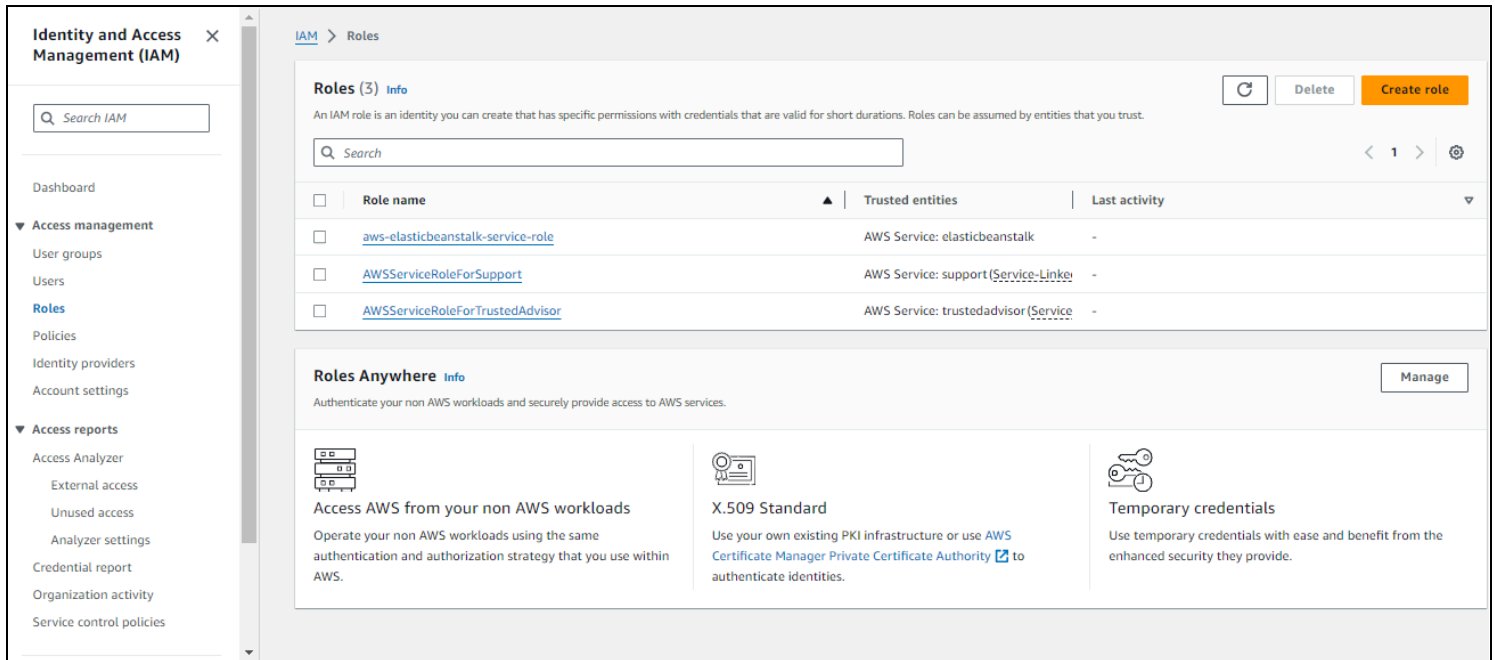 Identity and Access
Management (IAM)
Search IAM
Dashboard
Access management
User groups
Users
Roles
Policies
Identity providers
Account settings
Access reports
Access Analyzer
External access
Unused access
Analyzer settings
Credential report
Organization activity
Service control policies
IAM > Roles
Roles (3) Info
Delete
Create role
An IAM role is an identity you can create that has specific permissions with credentials that are valid for short durations. Roles can be assumed by entities that you trust.
Search
1
Role name Trusted entities Last activity
aws-elasticbeanstalk-service-role AWS Service: elasticbeanstalk -
AWSServiceRoleForSupport AWS Service: support (Service-Linke -
AWSServiceRoleForTrustedAdvisor AWS Service: trustedadvisor (Service -
Roles Anywhere Info
Manage
Authenticate your non AWS workloads and securely provide access to AWS services.
Access AWS from your non AWS workloads
Operate your non AWS workloads using the same
authentication and authorization strategy that you use within
AWS.
X.509 Standard
Use your own existing PKI infrastructure or use AWS
Certificate Manager Private Certificate Authority to
authenticate identities.
Temporary credentials
Use temporary credentials with ease and benefit from the
enhanced security they provide.